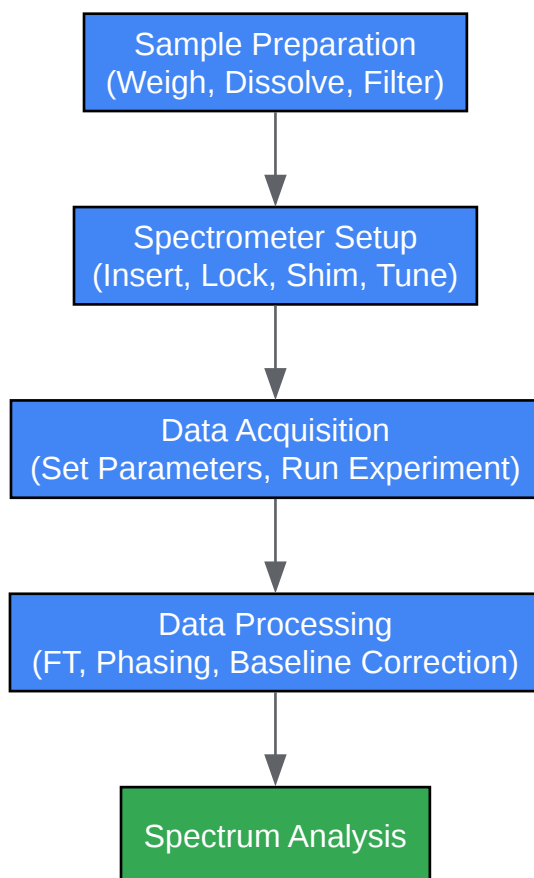 Sample Preparation
(Weigh, Dissolve, Filter)
Spectrometer Setup
(Insert, Lock, Shim, Tune)
Data Acquisition
(Set Parameters, Run Experiment)
Data Processing
(FT, Phasing, Baseline Correction)
Spectrum Analysis